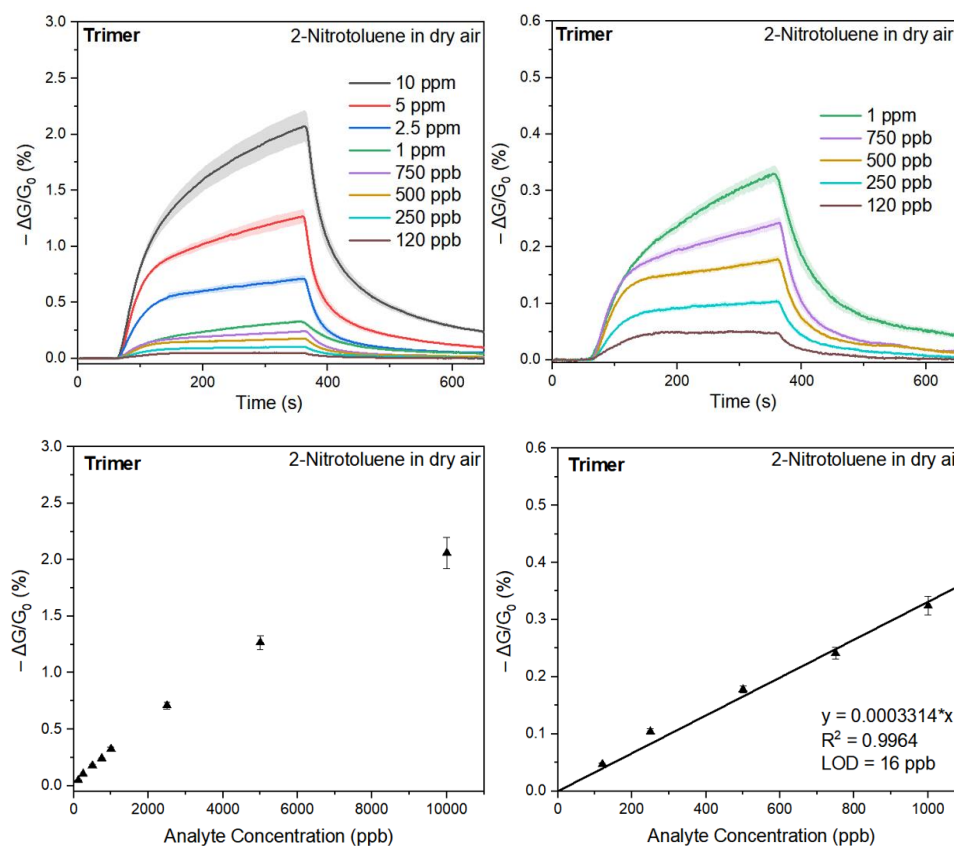 Trimer 2-Nitrotoluene in dry air
10 ppm
5 ppm
2.5 ppm
1 ppm
750 ppb
500 ppb
250 ppb
120 ppb
3.0
2.5
2.0
1.5
1.0
0.5
0.0
– ΔG/G₀ (%)
0 200 400 600
Time (s)
Trimer 2-Nitrotoluene in dry air
1 ppm
750 ppb
500 ppb
250 ppb
120 ppb
0.6
0.5
0.4
0.3
0.2
0.1
0.0
– ΔG/G₀ (%)
0 200 400 600
Time (s)
Trimer 2-Nitrotoluene in dry air
3.0
2.5
2.0
1.5
1.0
0.5
0.0
– ΔG/G₀ (%)
0 2000 4000 6000 8000 10000
Analyte Concentration (ppb)
Trimer 2-Nitrotoluene in dry air
0.6
0.5
0.4
0.3
0.2
0.1
0.0
– ΔG/G₀ (%)
y = 0.0003314*x
R² = 0.9964
LOD = 16 ppb
0 200 400 600 800 1000
Analyte Concentration (ppb)